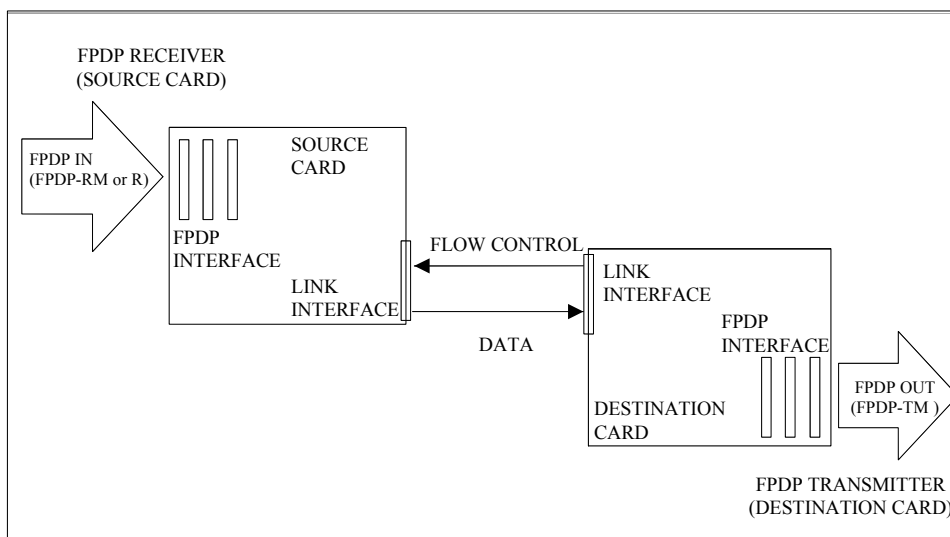 FPDP RECEIVER
(SOURCE CARD)
FPDP IN
(FPDP-RM or R)
SOURCE
CARD
FPDP
INTERFACE
LINK
INTERFACE
FLOW CONTROL
DATA
LINK
INTERFACE
FPDP
INTERFACE
DESTINATION
CARD
FPDP OUT
(FPDP-TM )
FPDP TRANSMITTER
(DESTINATION CARD)